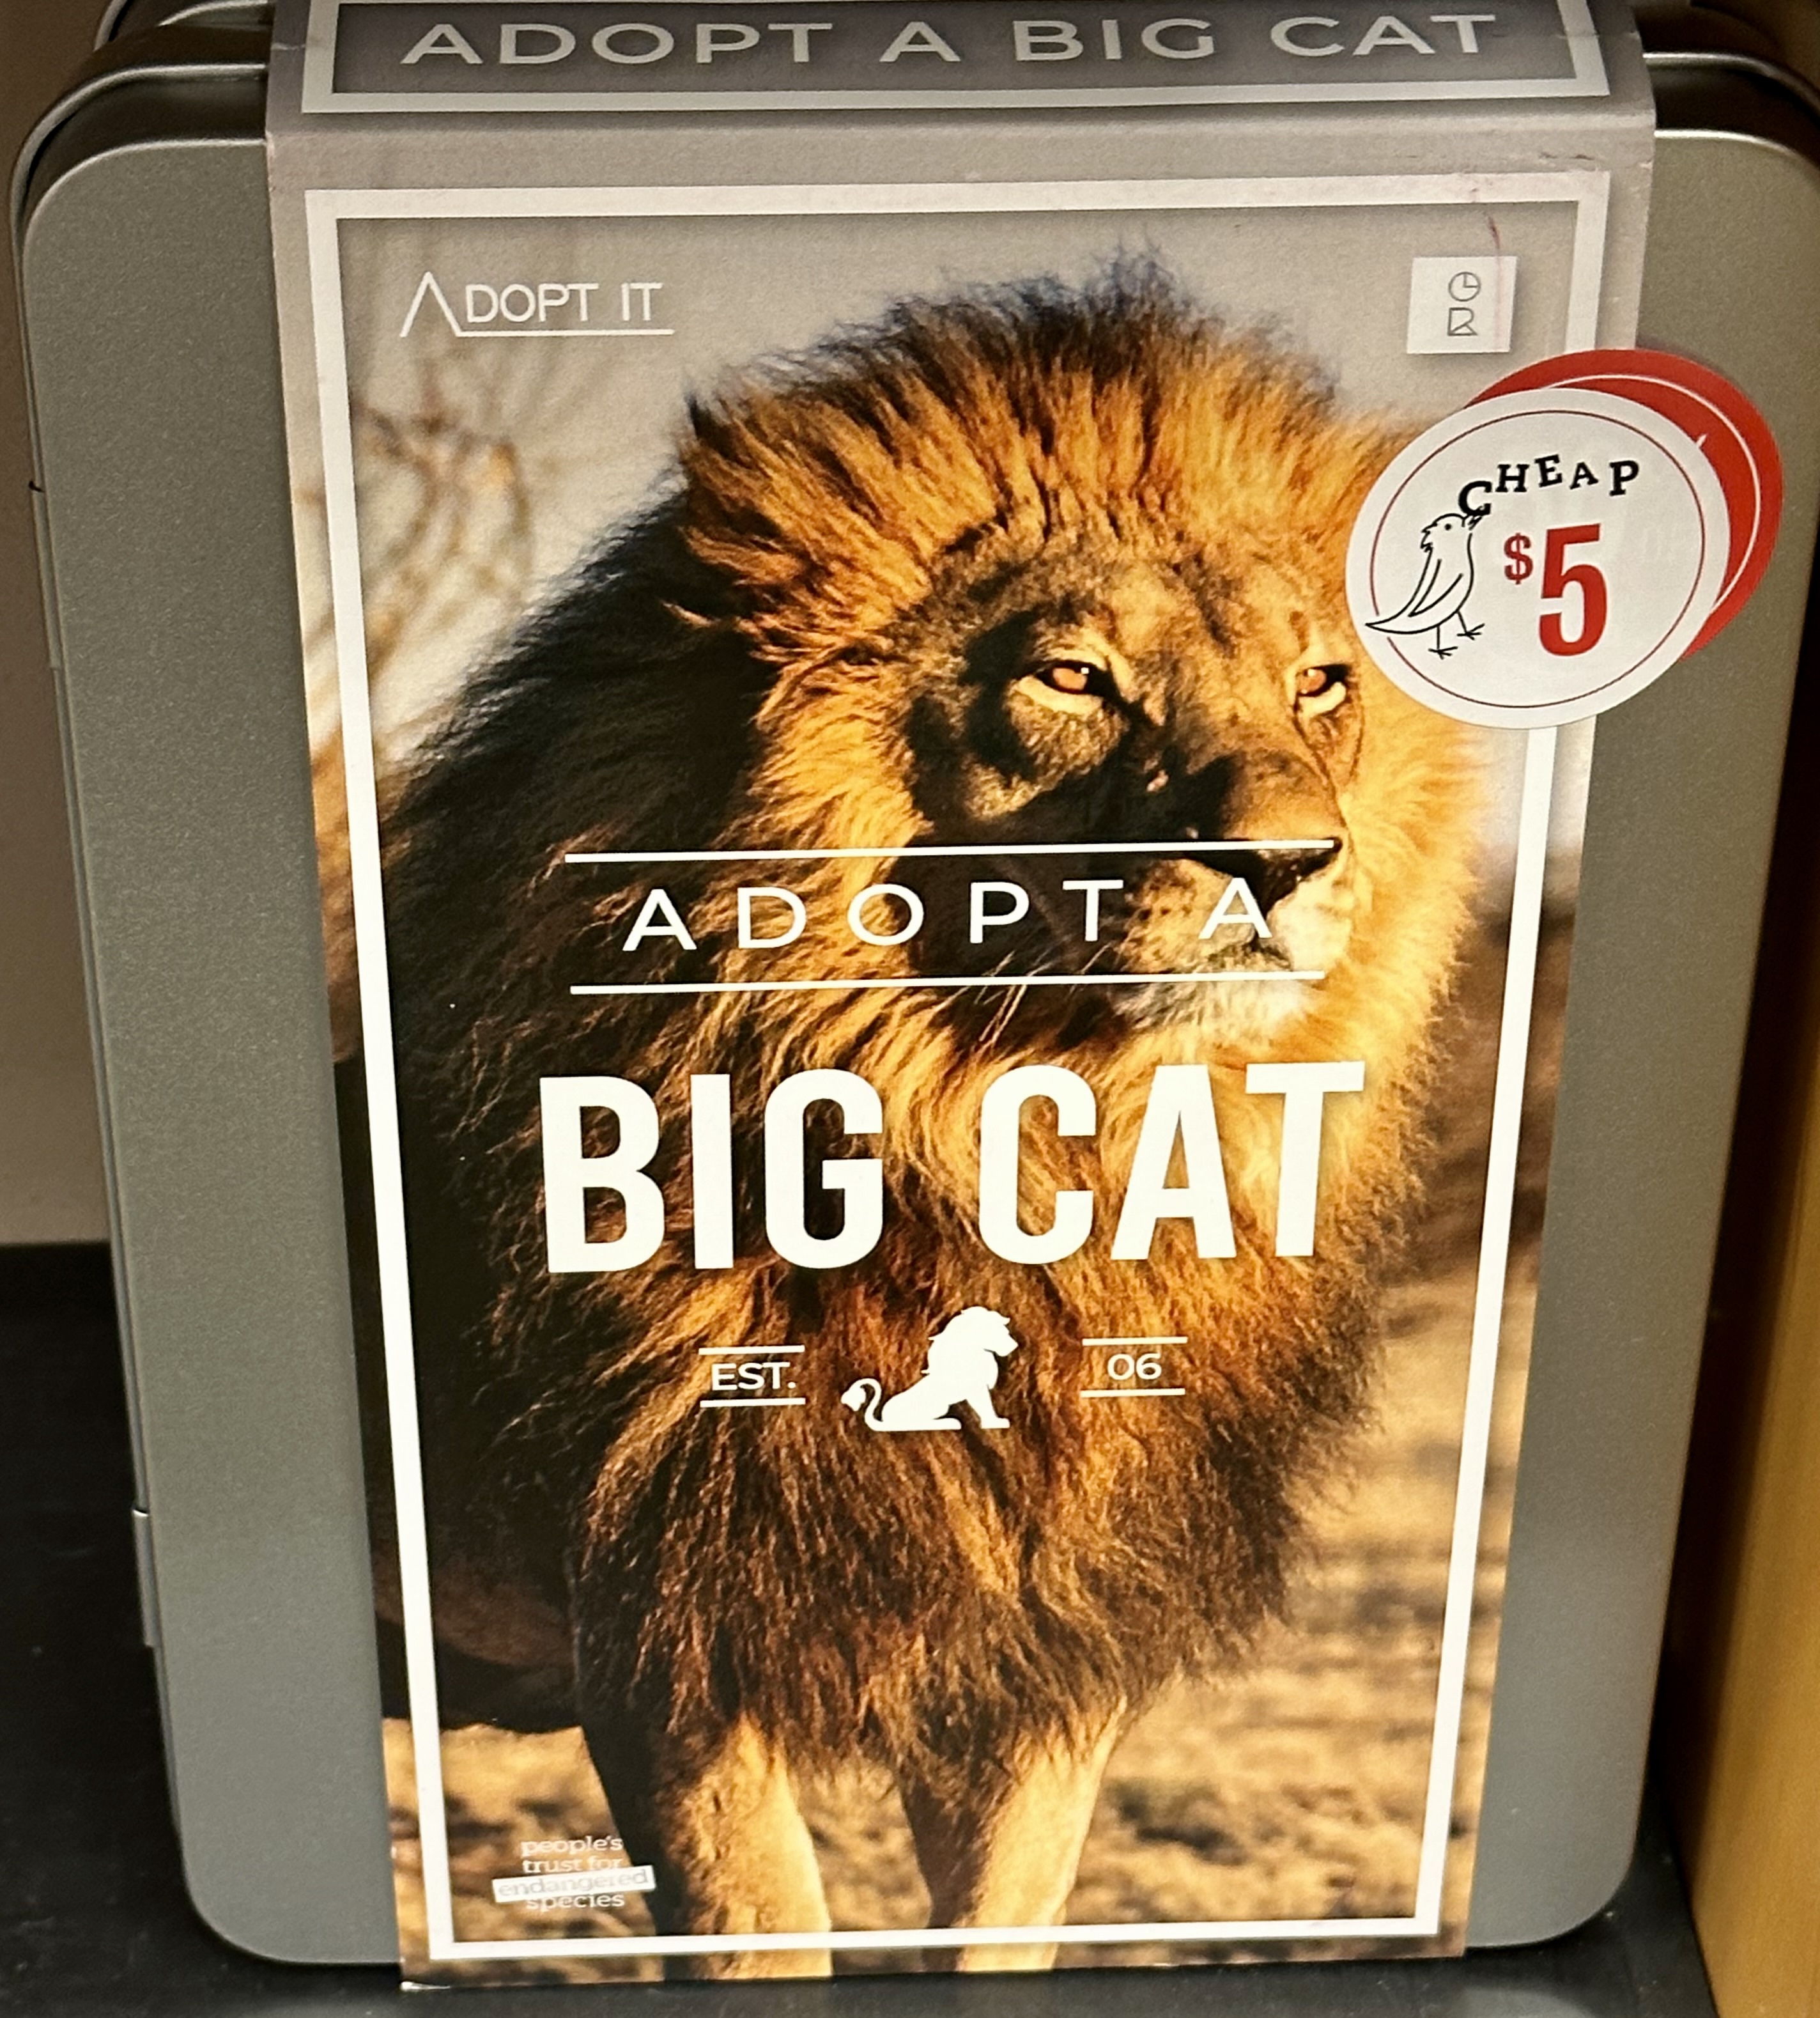 ADOPT A BIG CAT
ADOPT IT
CHEAP
$5
ADOPT A
BIG CAT
EST. 06
people's
trust for
endangered
species